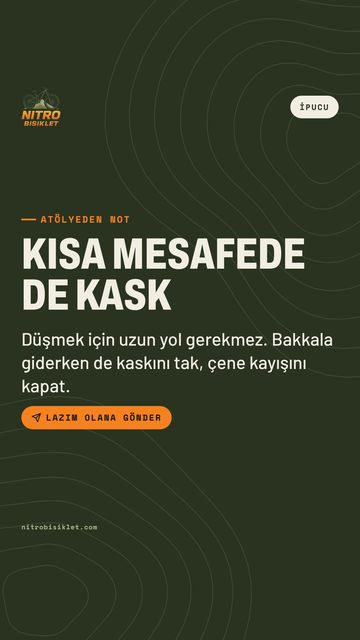 NITRO
BISIKLET
İPUCU
ATÖLYEDEN NOT
KISA MESAFEDE
DE KASK
Düşmek için uzun yol gerekmez. Bakkala
giderken de kaskını tak, çene kayışını
kapat.
LAZIM OLANA GÖNDER
nitrobisiklet.com